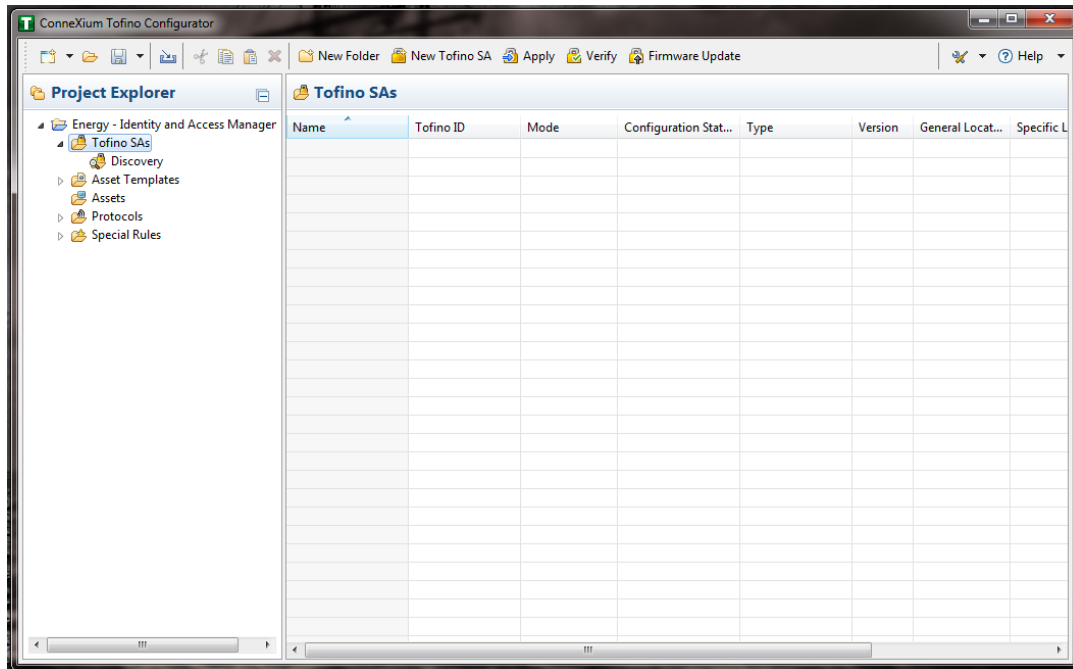 ConneXium Tofino Configurator
New Folder New Tofino SA Apply Verify Firmware Update Help
Project Explorer
Energy - Identity and Access Manager
Tofino SAs
Discovery
Asset Templates
Assets
Protocols
Special Rules
Tofino SAs
Name Tofino ID Mode Configuration Stat... Type Version General Locat... Specific L